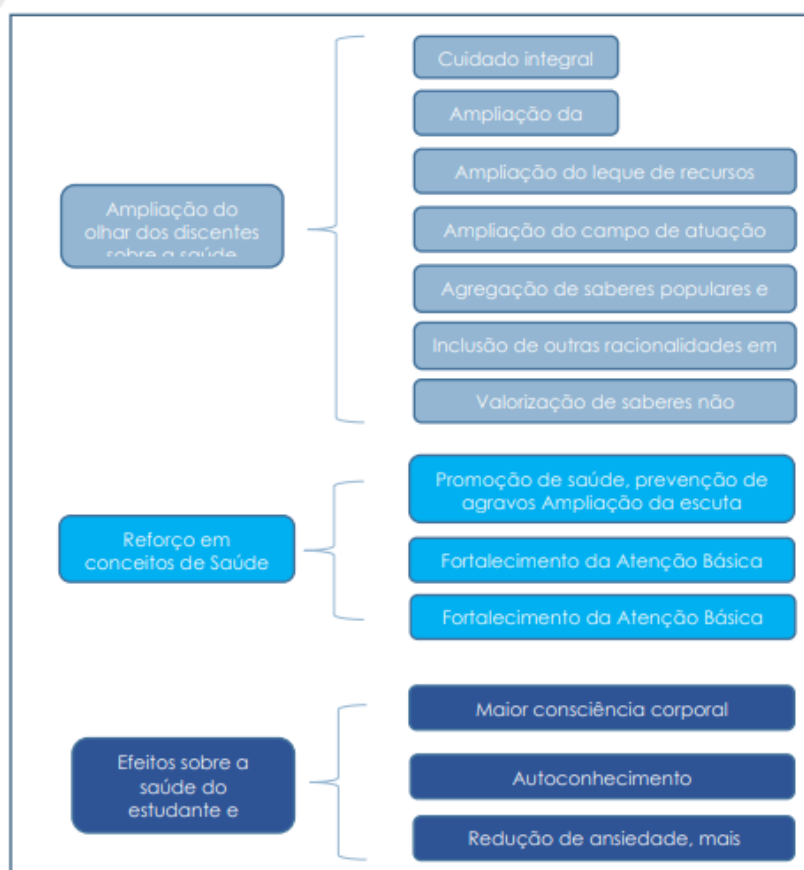 Ampliação do
olhar dos discentes
sobre a saúde
Cuidado integral
Ampliação da
Ampliação do leque de recursos
Ampliação do campo de atuação
Agregação de saberes populares e
Inclusão de outras racionalidades em
Valorização de saberes não
Reforço em
conceitos de Saúde
Promoção de saúde, prevenção de
agravos Ampliação da escuta
Fortalecimento da Atenção Básica
Fortalecimento da Atenção Básica
Efeitos sobre a
saúde do
estudante e
Maior consciência corporal
Autoconhecimento
Redução de ansiedade, mais